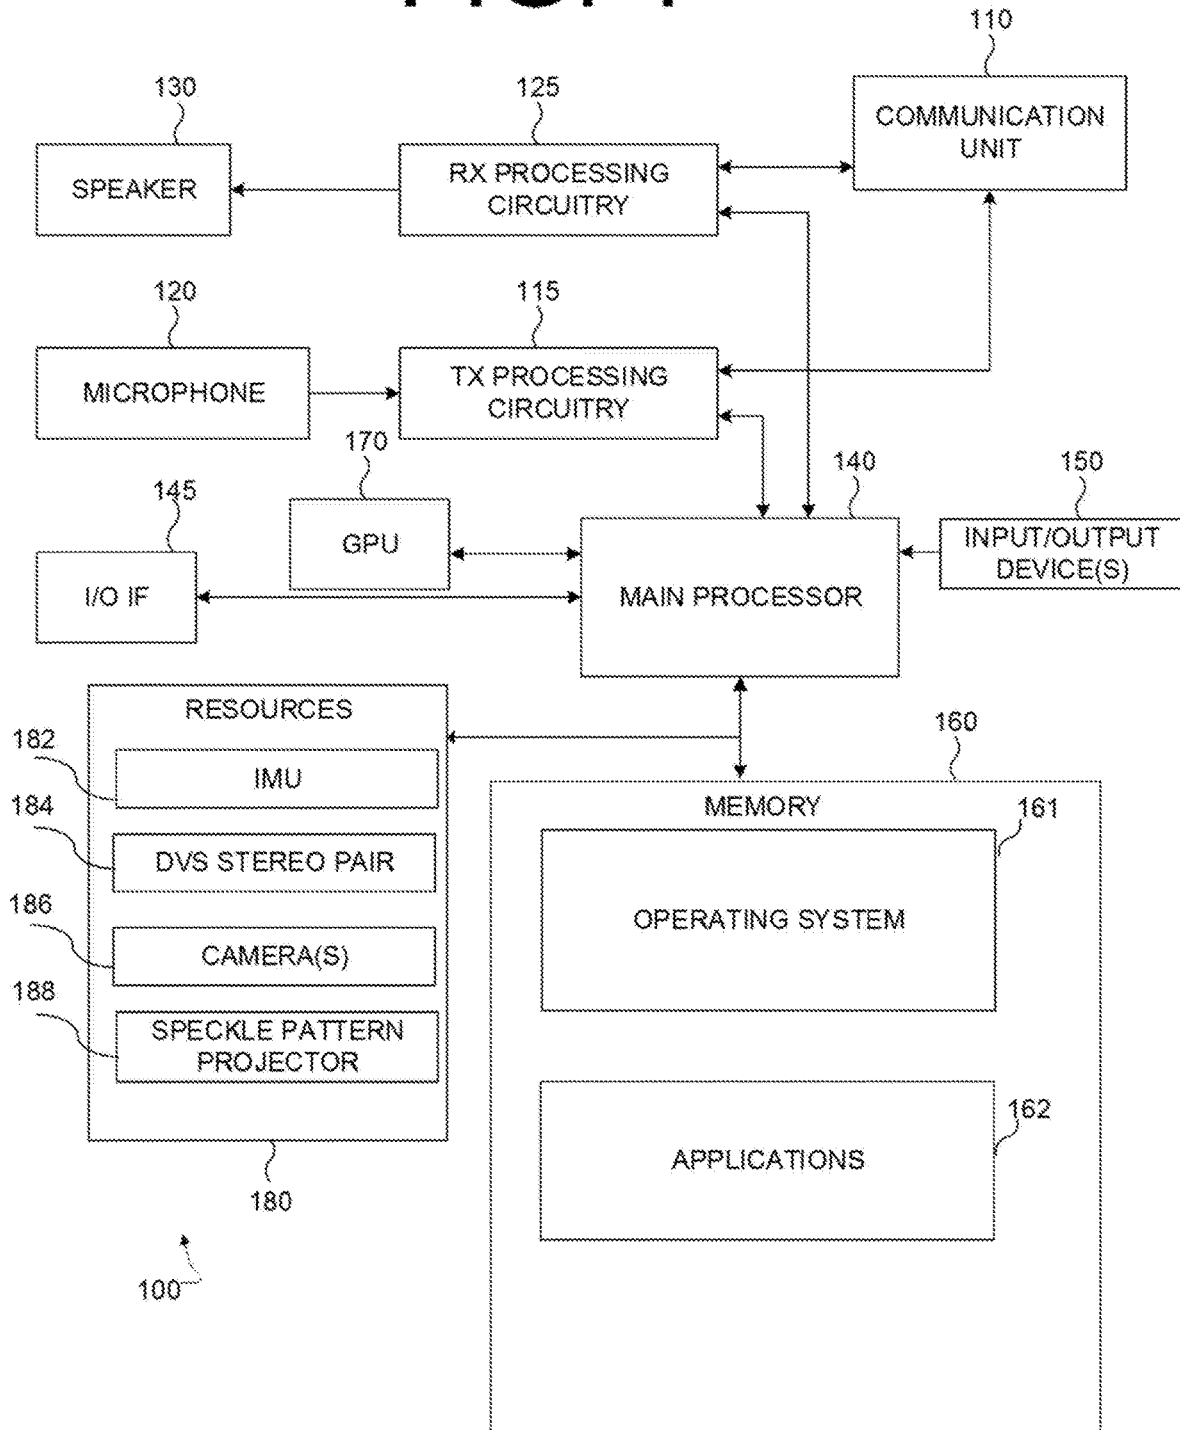 110
130
125
COMMUNICATION
UNIT
SPEAKER
RX PROCESSING
CIRCUITRY
120
115
MICROPHONE
TX PROCESSING
CIRCUITRY
170
140
150
145
GPU
INPUT/OUTPUT
DEVICE(S)
I/O IF
MAIN PROCESSOR
RESOURCES
160
182
IMU
MEMORY
161
184
DVS STEREO PAIR
OPERATING SYSTEM
186
CAMERA(S)
188
SPECKLE PATTERN
PROJECTOR
162
APPLICATIONS
180
100